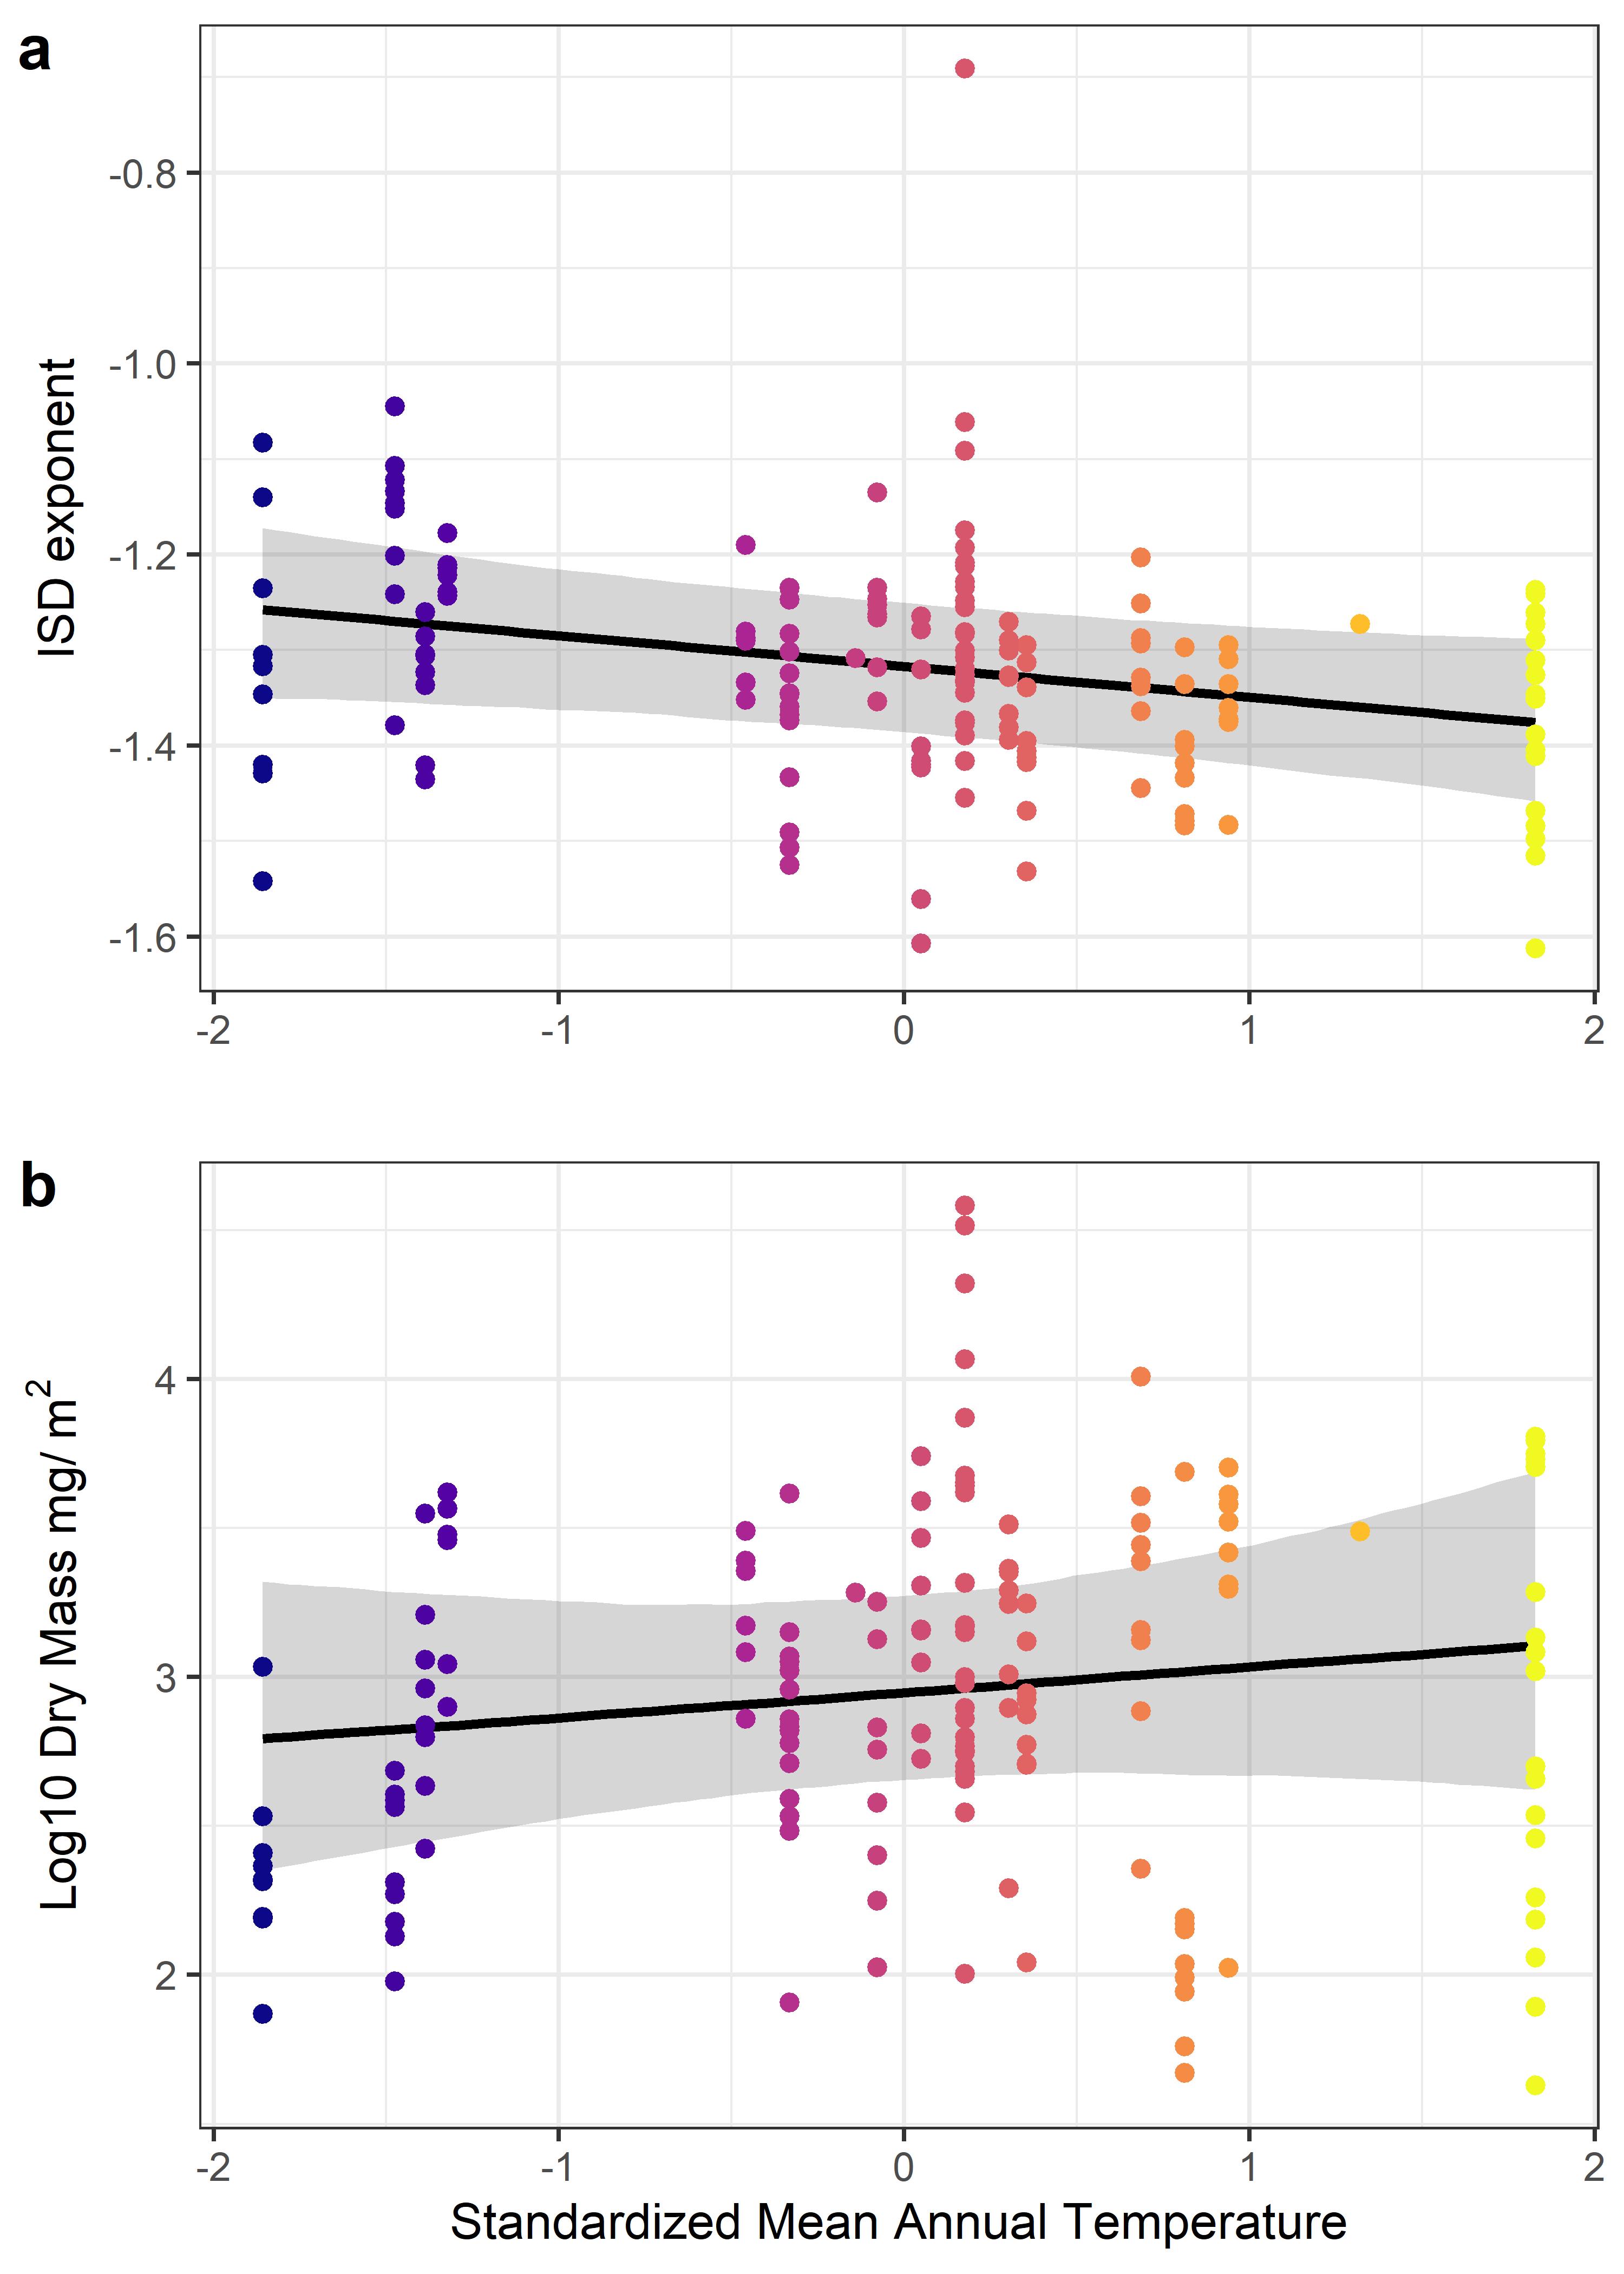 a
ISD exponent
-0.8
-1.0
-1.2
-1.4
-1.6
-2 -1 0 1 2
b
Log10 Dry Mass mg/ m²
4
3
2
-2 -1 0 1 2
Standardized Mean Annual Temperature